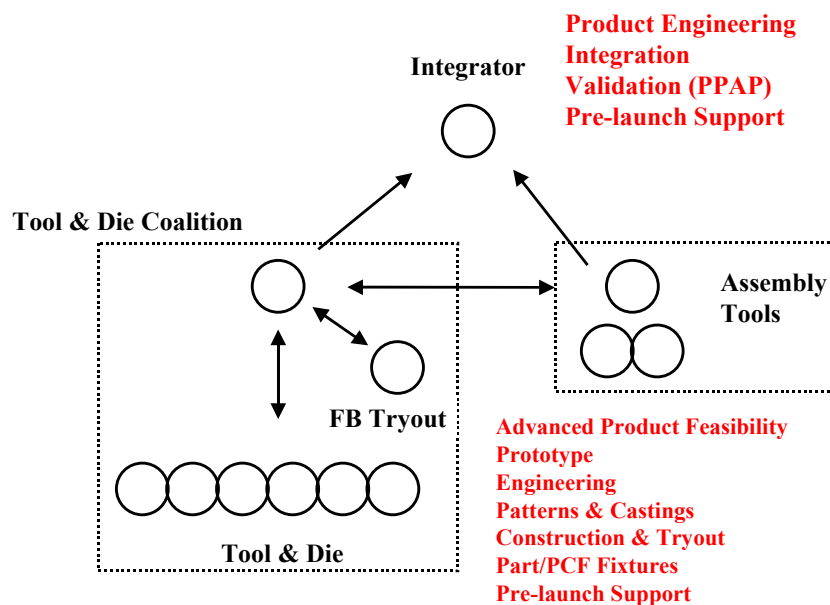 Product Engineering
Integration
Validation (PPAP)
Pre-launch Support
Integrator
Tool & Die Coalition
Assembly
Tools
FB Tryout
Tool & Die
Advanced Product Feasibility
Prototype
Engineering
Patterns & Castings
Construction & Tryout
Part/PCF Fixtures
Pre-launch Support